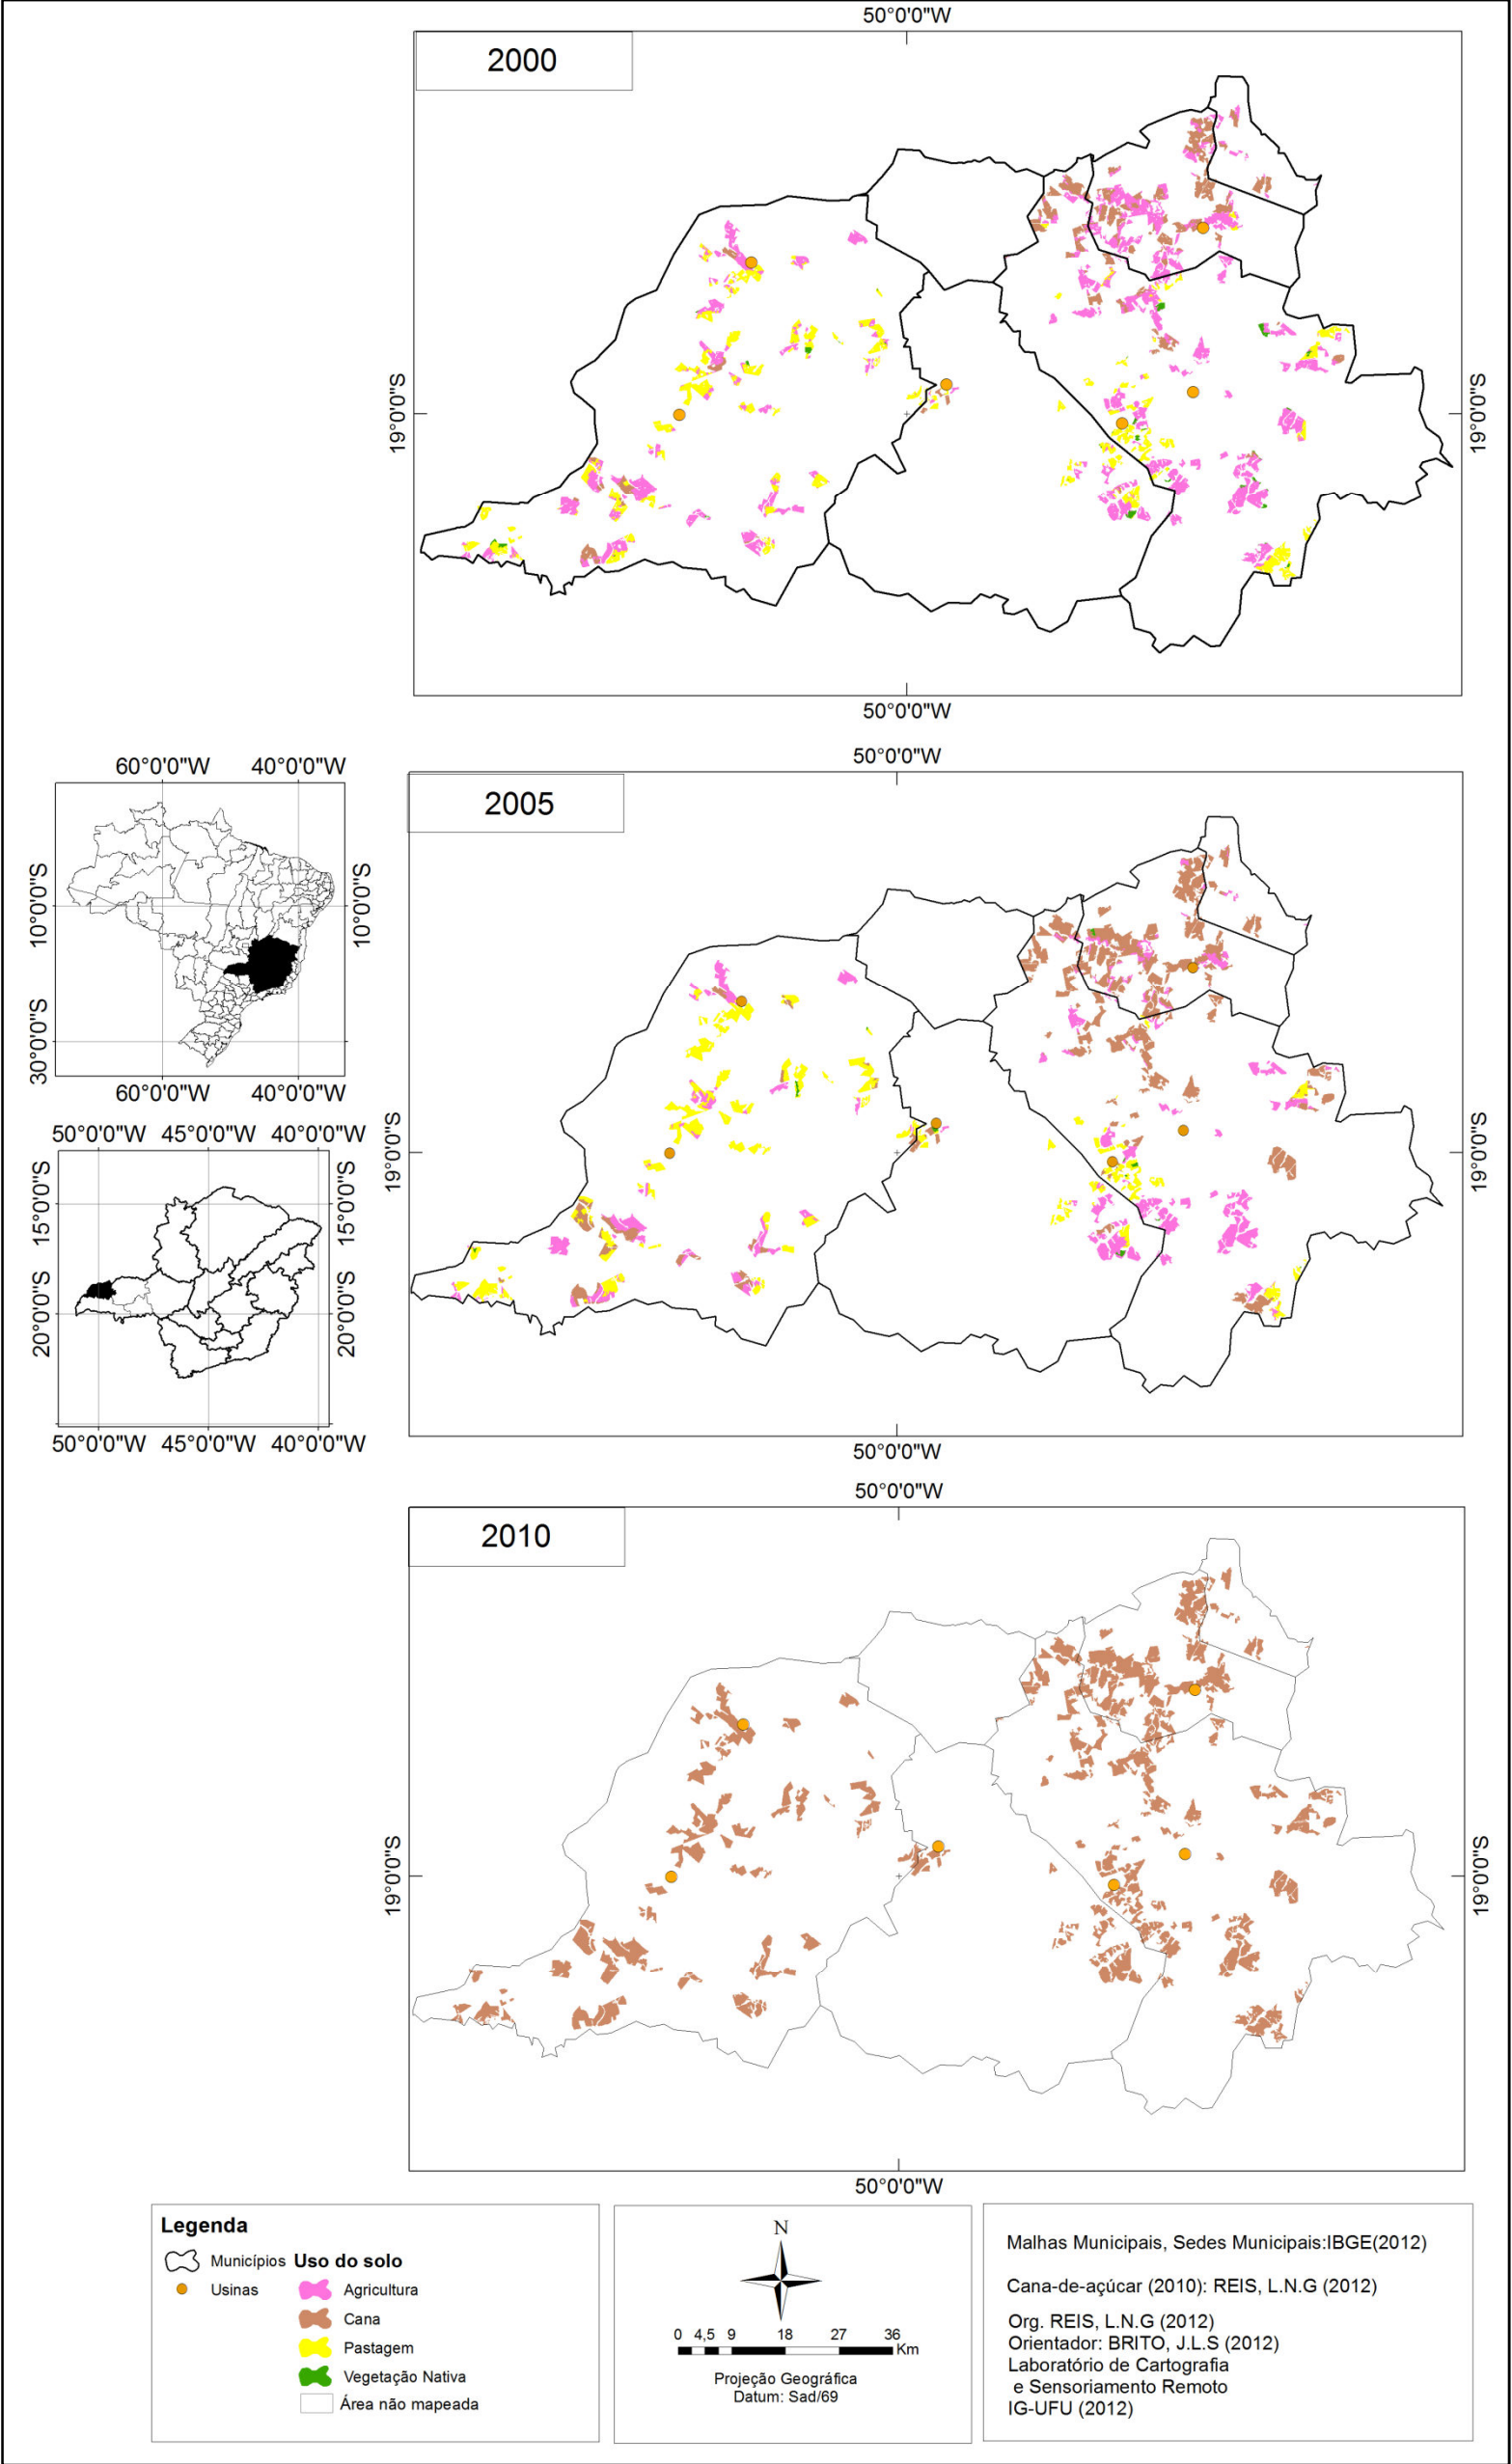 50°0'0"W
2000
19°0'0"S
19°0'0"S
50°0'0"W
50°0'0"W
2005
19°0'0"S
19°0'0"S
50°0'0"W
60°0'0"W 40°0'0"W
10°0'0"S
10°0'0"S
30°0'0"S
60°0'0"W 40°0'0"W
50°0'0"W 45°0'0"W 40°0'0"W
15°0'0"S
15°0'0"S
20°0'0"S
20°0'0"S
50°0'0"W 45°0'0"W 40°0'0"W
50°0'0"W
2010
19°0'0"S
19°0'0"S
50°0'0"W
Legenda
Municípios
Usinas
Uso do solo
Agricultura
Cana
Pastagem
Vegetação Nativa
Área não mapeada
N
0 4,5 9 18 27 36
Km
Projeção Geográfica
Datum: Sad/69
Malhas Municipais, Sedes Municipais:IBGE(2012)
Cana-de-açúcar (2010): REIS, L.N.G (2012)
Org. REIS, L.N.G (2012)
Orientador: BRITO, J.L.S (2012)
Laboratório de Cartografia
e Sensoriamento Remoto
IG-UFU (2012)